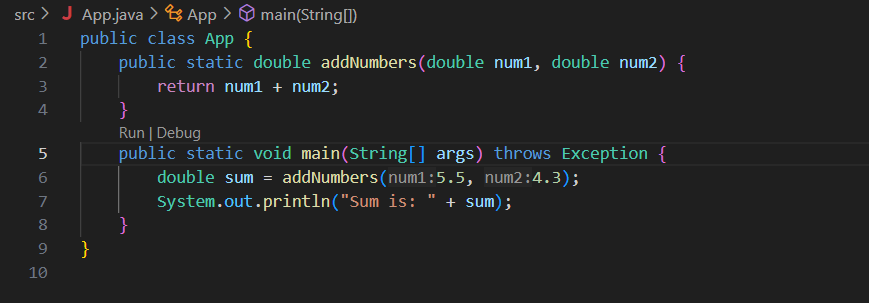 src > J App.java > App > main(String[])
1 public class App {
2 public static double addNumbers(double num1, double num2) {
3 return num1 + num2;
4 }
Run | Debug
5 public static void main(String[] args) throws Exception {
6 double sum = addNumbers(num1:5.5, num2:4.3);
7 System.out.println("Sum is: " + sum);
8 }
9 }
10